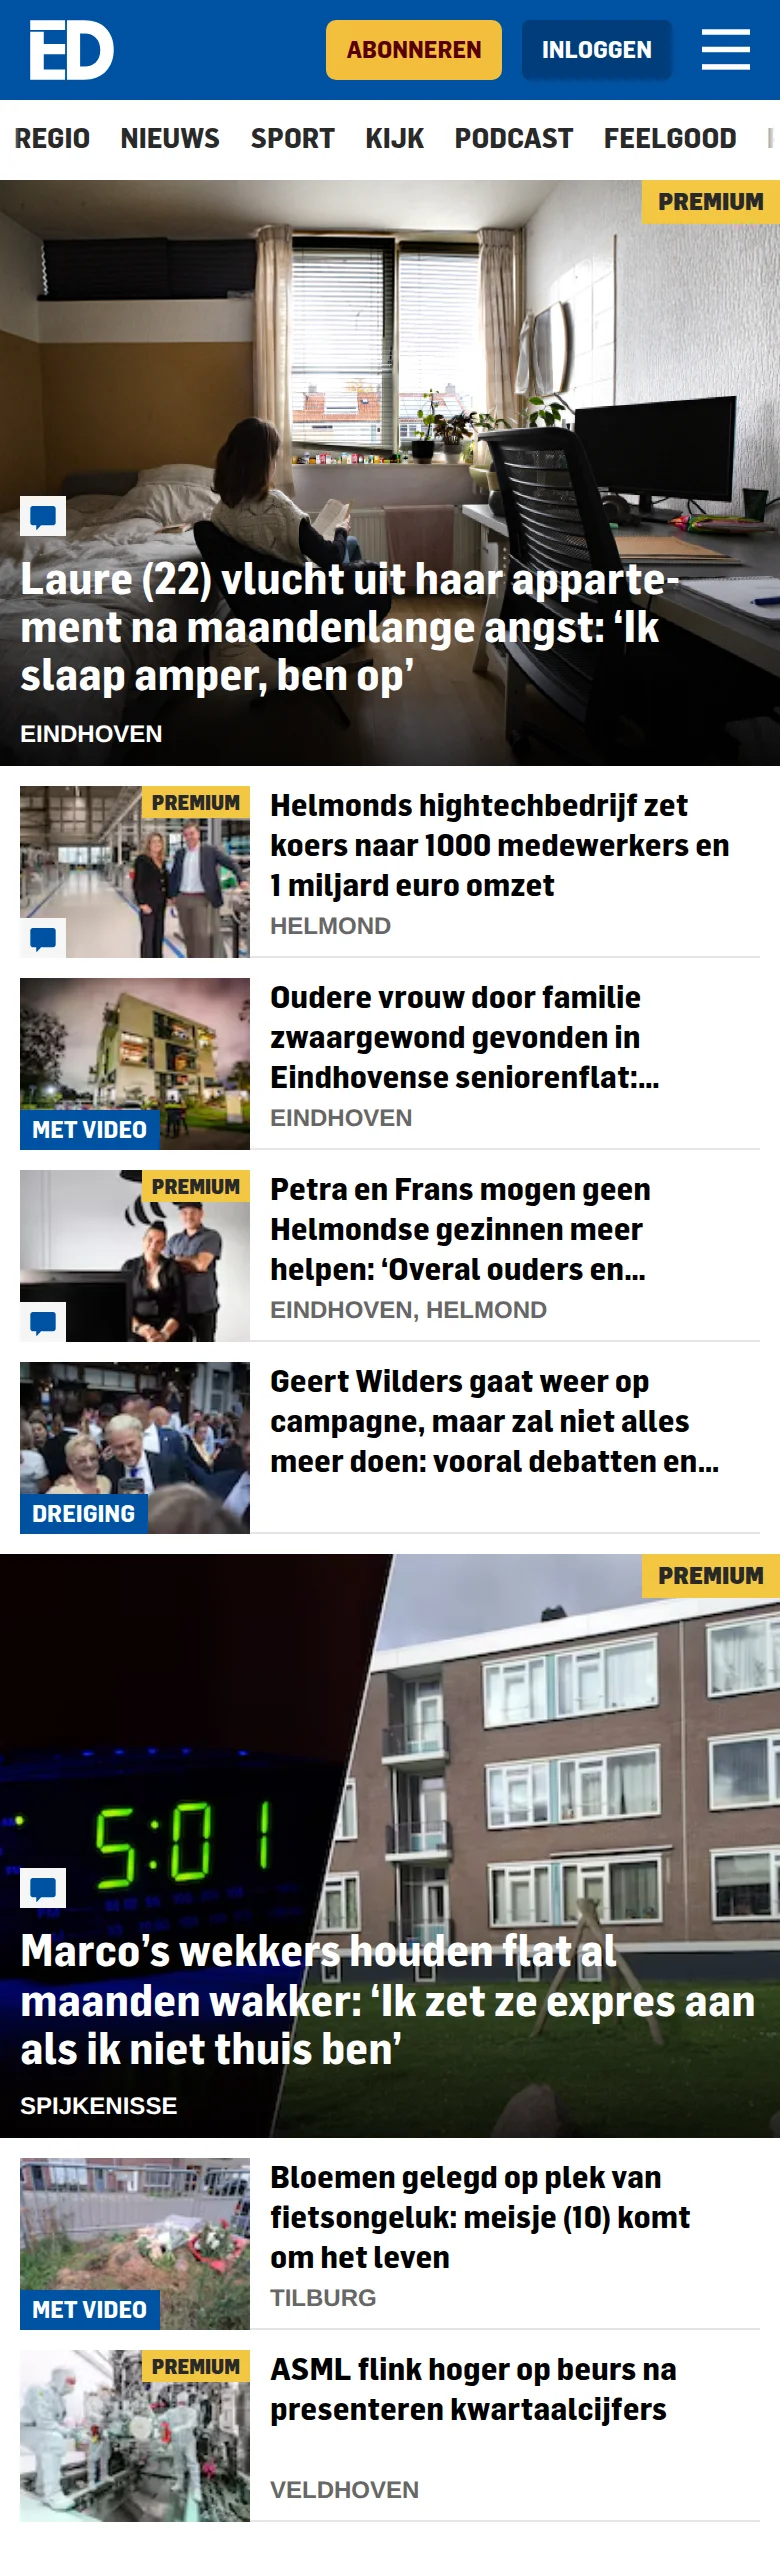 ED
ABONNEREN
INLOGGEN
REGIO NIEUWS SPORT KIJK PODCAST FEELGOOD
PREMIUM
Laure (22) vlucht uit haar apparte-
ment na maandenlange angst: ‘Ik
slaap amper, ben op’
EINDHOVEN
PREMIUM
Helmonds hightechbedrijf zet
koers naar 1000 medewerkers en
1 miljard euro omzet
HELMOND
MET VIDEO
Oudere vrouw door familie
zwaargewond gevonden in
Eindhovense seniorenflat:...
EINDHOVEN
PREMIUM
Petra en Frans mogen geen
Helmondse gezinnen meer
helpen: ‘Overal ouders en...
EINDHOVEN, HELMOND
DREIGING
Geert Wilders gaat weer op
campagne, maar zal niet alles
meer doen: vooral debatten en...
PREMIUM
5:01
Marco’s wekkers houden flat al
maanden wakker: ‘Ik zet ze expres aan
als ik niet thuis ben’
SPIJKENISSE
MET VIDEO
Bloemen gelegd op plek van
fietsongeluk: meisje (10) komt
om het leven
TILBURG
PREMIUM
ASML flink hoger op beurs na
presenteren kwartaalcijfers
VELDHOVEN